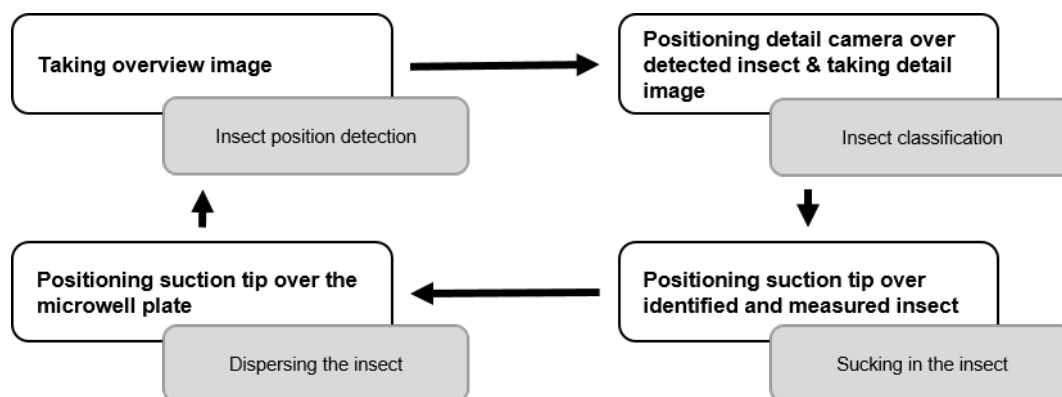 Taking overview image
Insect position detection
Positioning detail camera over
detected insect & taking detail
image
Insect classification
Positioning suction tip over the
microwell plate
Dispersing the insect
Positioning suction tip over
identified and measured insect
Sucking in the insect